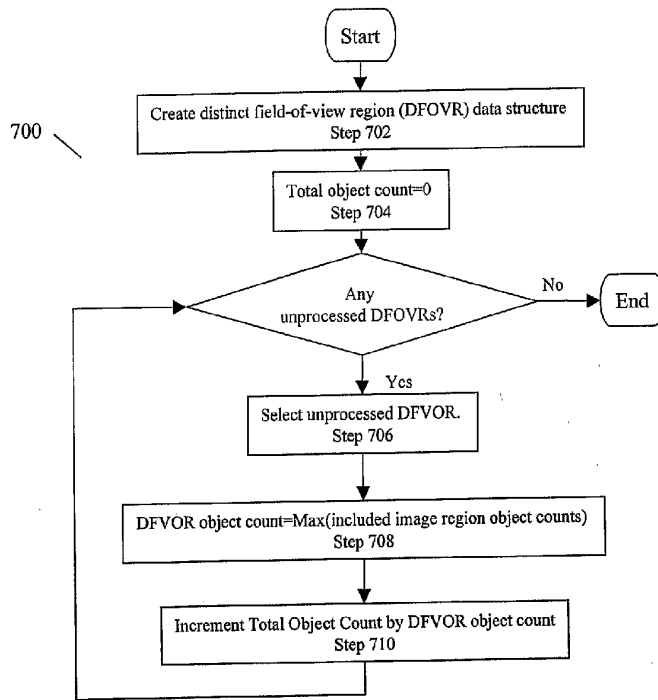 Start
700
Create distinct field-of-view region (DFOVR) data structure
Step 702
Total object count=0
Step 704
Any
unprocessed DFOVRs?
No
End
Yes
Select unprocessed DFVOR.
Step 706
DFVOR object count=Max(included image region object counts)
Step 708
Increment Total Object Count by DFVOR object count
Step 710